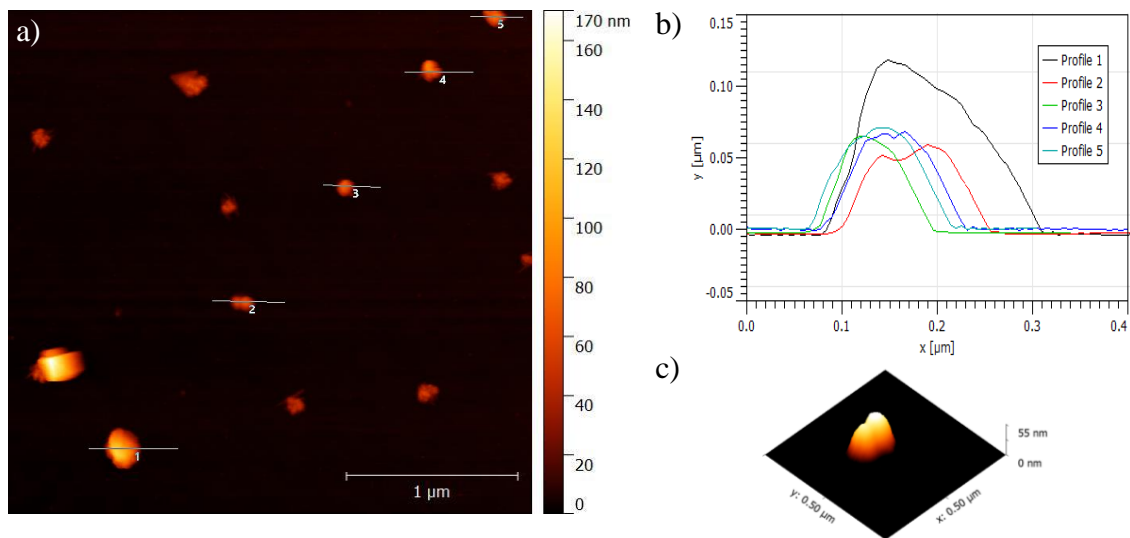 a)
5
4
3
2
1
1 µm
170 nm
160
140
120
100
80
60
40
20
0
b)
0.15
0.10
0.05
0.00
-0.05
y [µm]
0.0
0.1
0.2
0.3
0.4
x [µm]
Profile 1
Profile 2
Profile 3
Profile 4
Profile 5
c)
55 nm
0 nm
y: 0.50 µm
x: 0.50 µm